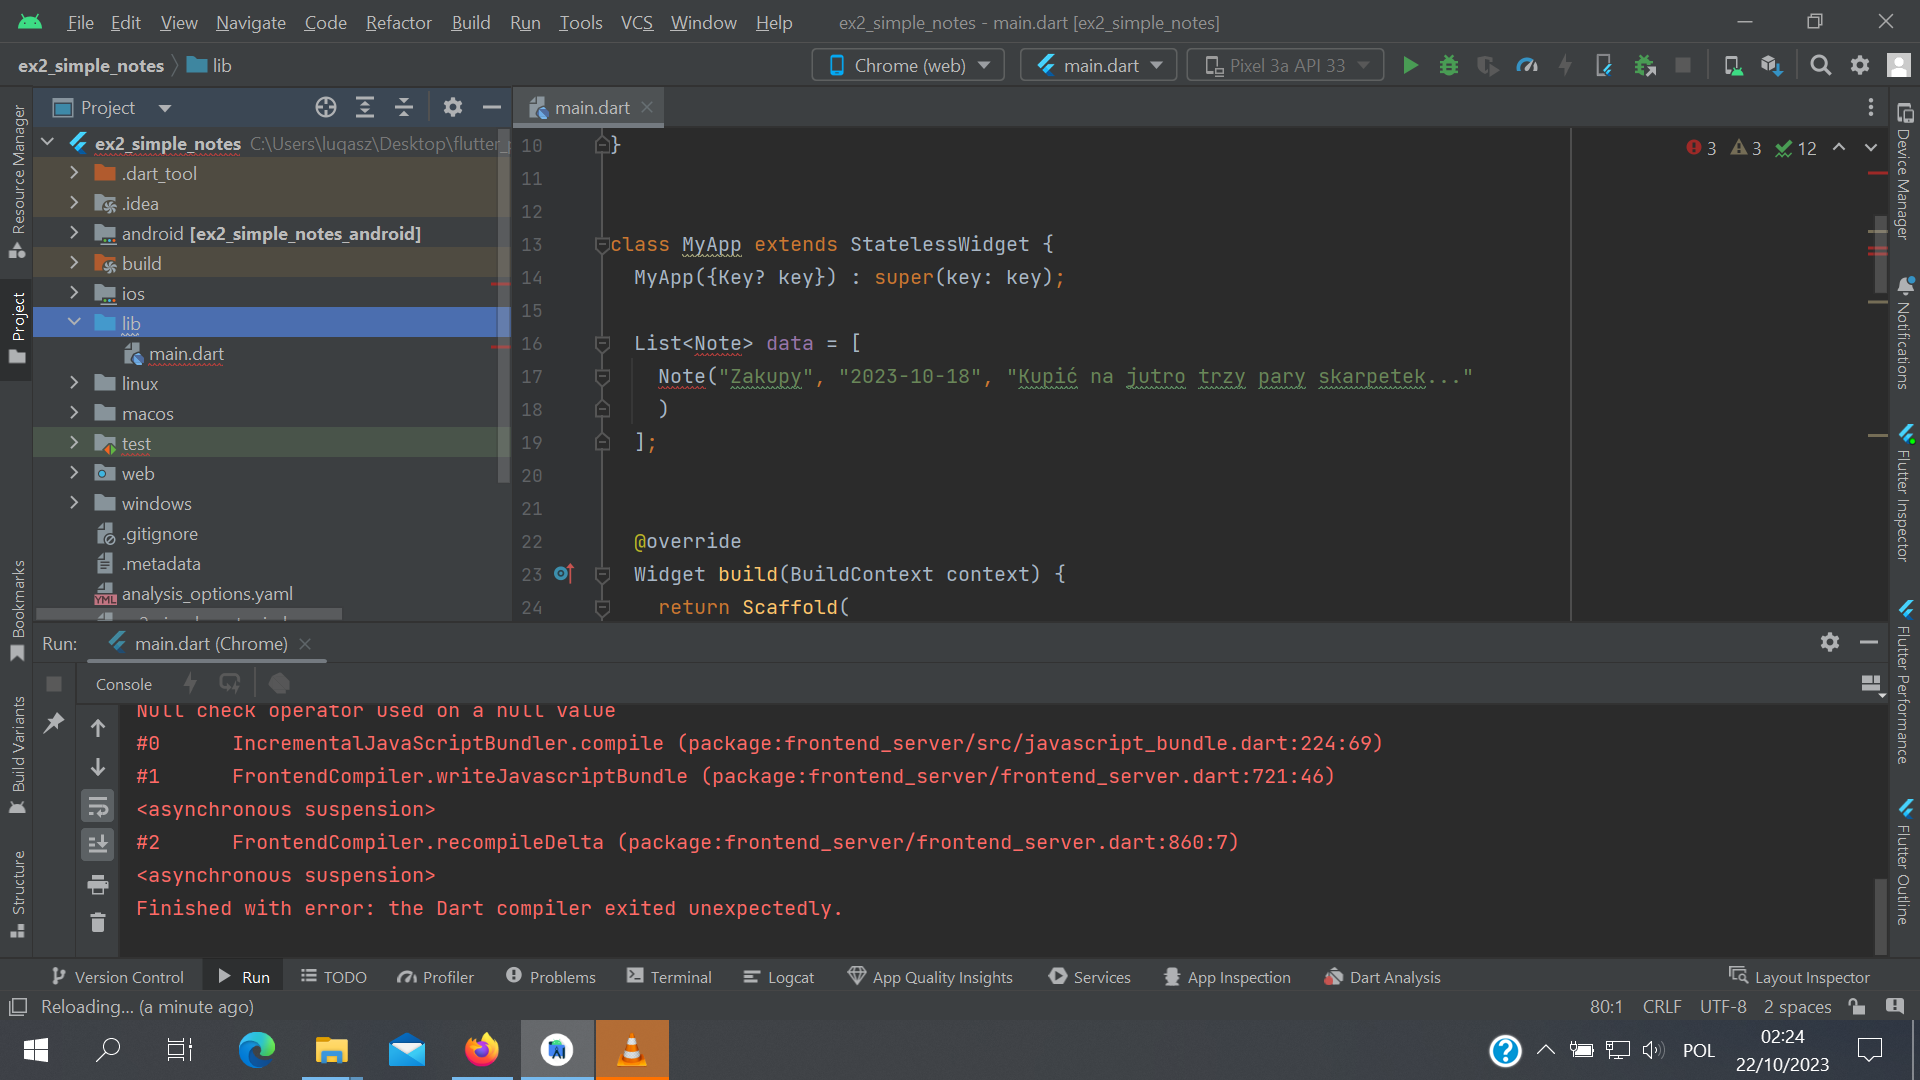 File Edit View Navigate Code Refactor Build Run Tools VCS Window Help ex2_simple_notes - main.dart [ex2_simple_notes]
ex2_simple_notes lib Chrome (web) main.dart Pixel 3a API 33
Resource Manager
Project
Bookmarks
Build Variants
Structure
Project
ex2_simple_notes C:\Users\luqasz\Desktop\flutter_
.dart_tool
.idea
android [ex2_simple_notes_android]
build
ios
lib
main.dart
linux
macos
test
web
windows
.gitignore
.metadata
analysis_options.yaml
main.dart
3 3 12
10 }
11
12
13 class MyApp extends StatelessWidget {
14 MyApp({Key? key}) : super(key: key);
15
16 List<Note> data = [
17 Note("Zakupy", "2023-10-18", "Kupić na jutro trzy pary skarpetek..."
18 )
19 ];
20
21
22 @override
23 Widget build(BuildContext context) {
24 return Scaffold(
Device Manager
Notifications
Flutter Inspector
Flutter Performance
Flutter Outline
Run: main.dart (Chrome)
Console
Null check operator used on a null value
#0 IncrementalJavaScriptBundler.compile (package:frontend_server/src/javascript_bundle.dart:224:69)
#1 FrontendCompiler.writeJavascriptBundle (package:frontend_server/frontend_server.dart:721:46)
<asynchronous suspension>
#2 FrontendCompiler.recompileDelta (package:frontend_server/frontend_server.dart:860:7)
<asynchronous suspension>
Finished with error: the Dart compiler exited unexpectedly.
Version Control Run TODO Profiler Problems Terminal Logcat App Quality Insights Services App Inspection Dart Analysis Layout Inspector
Reloading... (a minute ago) 80:1 CRLF UTF-8 2 spaces
POL
02:24
22/10/2023